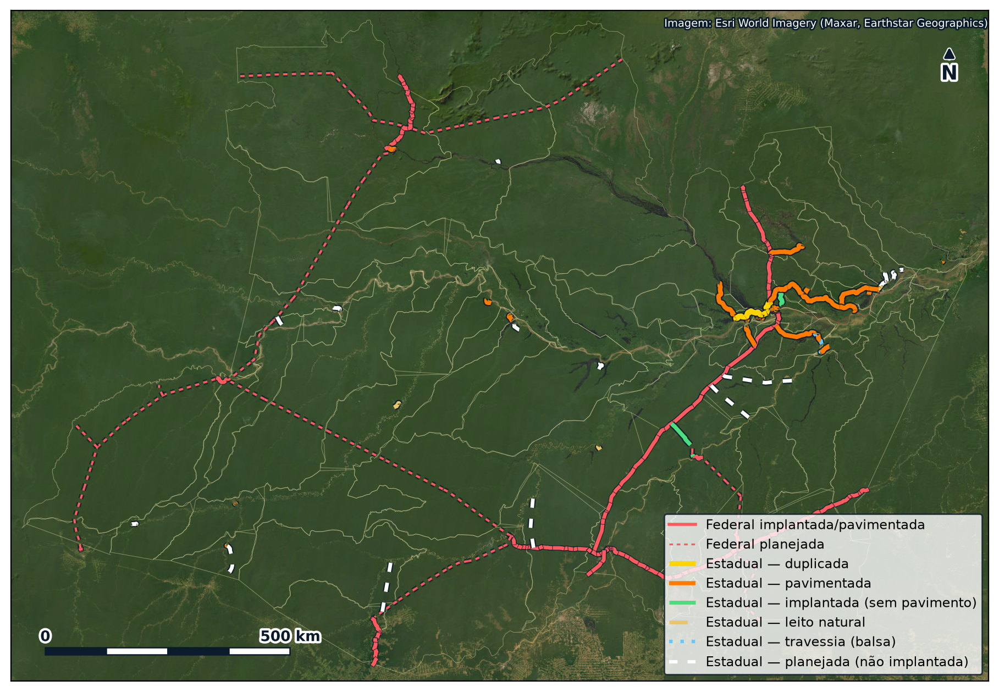 Imagem: Esri World Imagery (Maxar, Earthstar Geographics)
N
Federal implantada/pavimentada
Federal planejada
Estadual — duplicada
Estadual — pavimentada
Estadual — implantada (sem pavimento)
Estadual — leito natural
Estadual — travessia (balsa)
Estadual — planejada (não implantada)
0 500 km